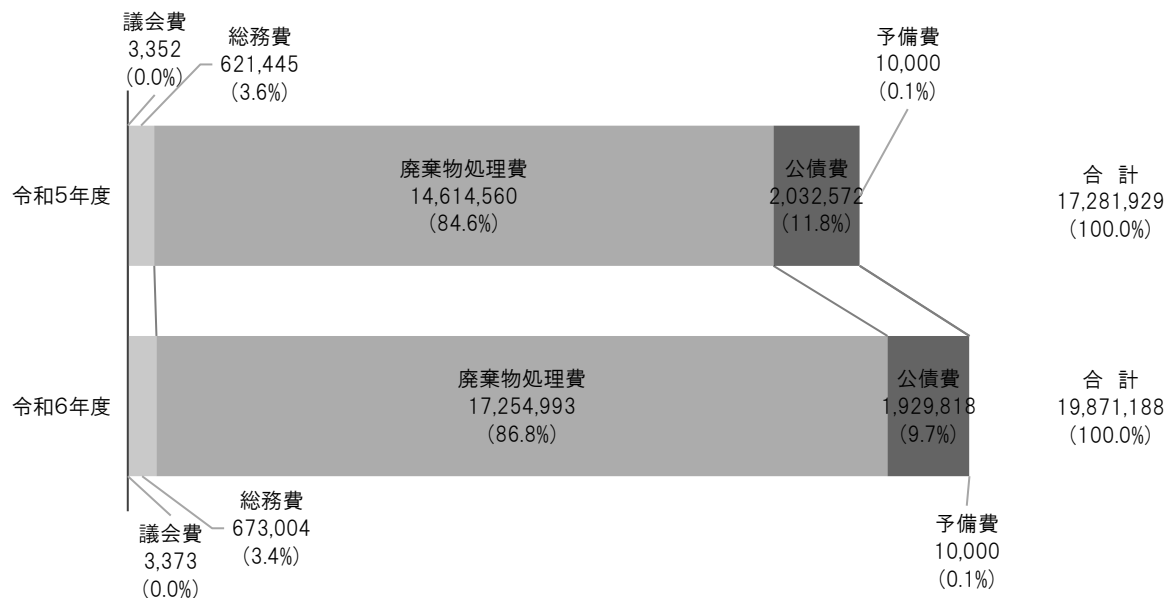 議会費
3,352
(0.0%)
総務費
621,445
(3.6%)
予備費
10,000
(0.1%)
令和5年度
廃棄物処理費
14,614,560
(84.6%)
公債費
2,032,572
(11.8%)
合 計
17,281,929
(100.0%)
令和6年度
廃棄物処理費
17,254,993
(86.8%)
公債費
1,929,818
(9.7%)
合 計
19,871,188
(100.0%)
議会費
3,373
(0.0%)
総務費
673,004
(3.4%)
予備費
10,000
(0.1%)